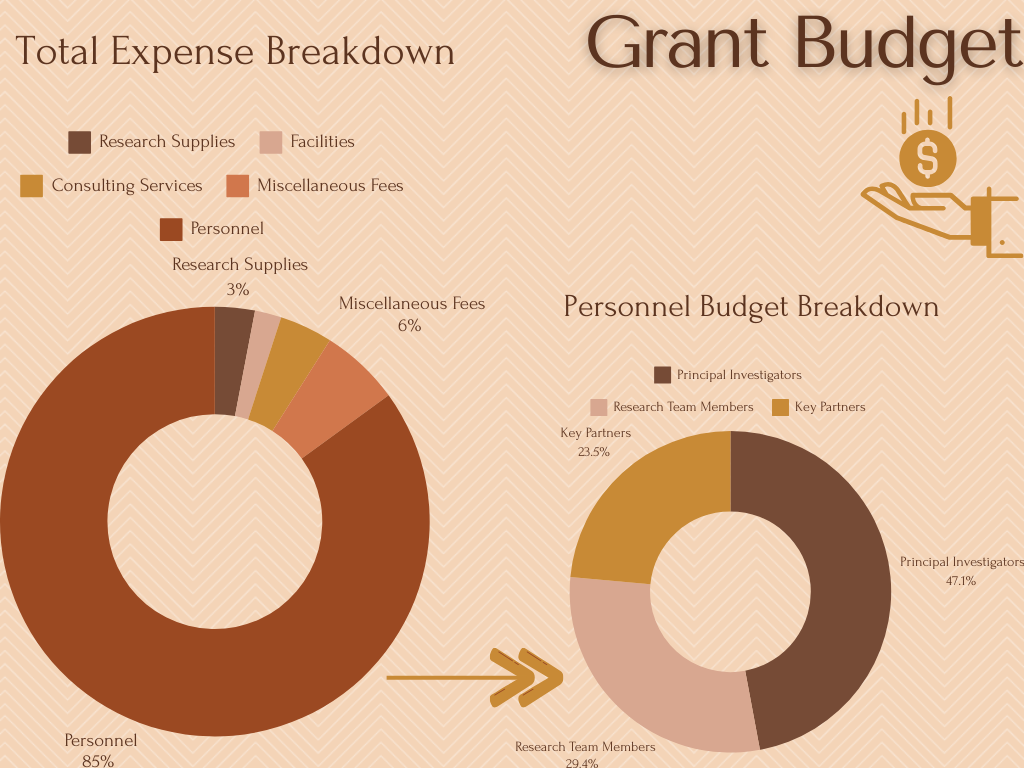 Total Expense Breakdown
Grant Budget
Research Supplies Facilities
Consulting Services Miscellaneous Fees
Personnel
Research Supplies
3%
Miscellaneous Fees
6%
Personnel
85%
$
Personnel Budget Breakdown
Principal Investigators
Research Team Members Key Partners
Key Partners
23.5%
Principal Investigators
47.1%
Research Team Members
29.4%